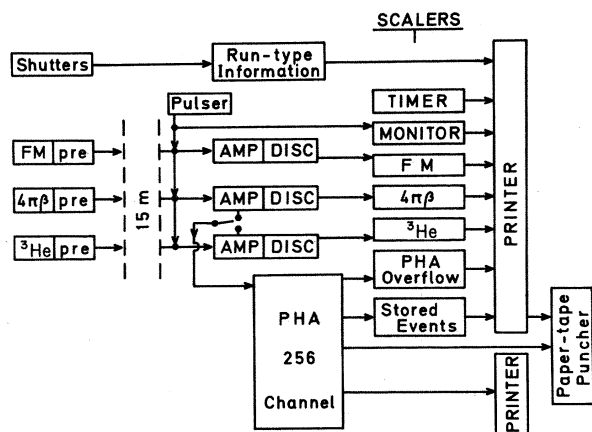 SCALERS
Shutters
Run-type
Information
Pulser
TIMER
MONITOR
FM pre
AMP DISC
FM
4πβ pre
15 m
AMP DISC
4πβ
³He pre
AMP DISC
³He
PRINTER
PHA
Overflow
Stored
Events
PHA
256
Channel
PRINTER
Paper-tape
Puncher